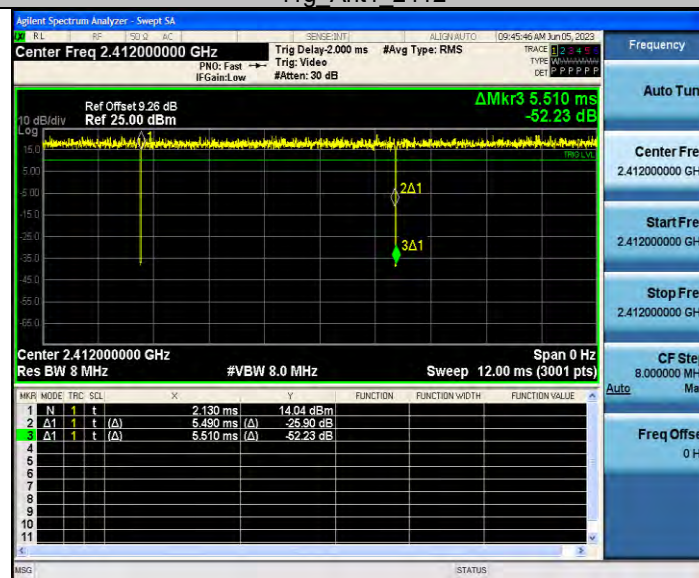 Agilent Spectrum Analyzer - Swept SA
RL RF 50 Ω AC SENSE:INT ALIGN AUTO 09:45:46 AM Jun 05, 2023
Center Freq 2.412000000 GHz
PNO: Fast
IFGain:Low
Trig Delay-2.000 ms
Trig: Video
#Atten: 30 dB
#Avg Type: RMS
TRACE 1 2 3 4 5 6
TYPE
DET P P P P P P
Frequency
Auto Tun
ΔMkr3 5.510 ms
-52.23 dB
Ref Offset 9.26 dB
10 dB/div Ref 25.00 dBm
Log
15.0
5.00
-5.00
-15.0
-25.0
-35.0
-45.0
-55.0
-65.0
1
TRIG LVL
2Δ1
3Δ1
Center 2.412000000 GHz Span 0 Hz
Res BW 8 MHz #VBW 8.0 MHz Sweep 12.00 ms (3001 pts)
Center Fre
2.412000000 GH
Start Fre
2.412000000 GH
Stop Fre
2.412000000 GH
CF Ste
8.000000 MH
Auto Ma
Freq Offse
0 H
MKR MODE TRC SCL X Y FUNCTION FUNCTION WIDTH FUNCTION VALUE
1 N 1 t 2.130 ms 14.04 dBm
2 Δ1 1 t (Δ) 5.490 ms (Δ) -25.90 dB
3 Δ1 1 t (Δ) 5.510 ms (Δ) -52.23 dB
4
5
6
7
8
9
10
11
MSG STATUS